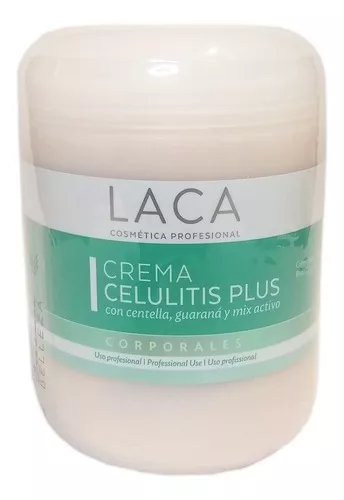 LACA
COSMÉTICA PROFESIONAL
CREMA
CELULITIS PLUS
con centella, guaraná y mix activo
CORPORALES
Uso profesional | Professional Use | Uso profissional